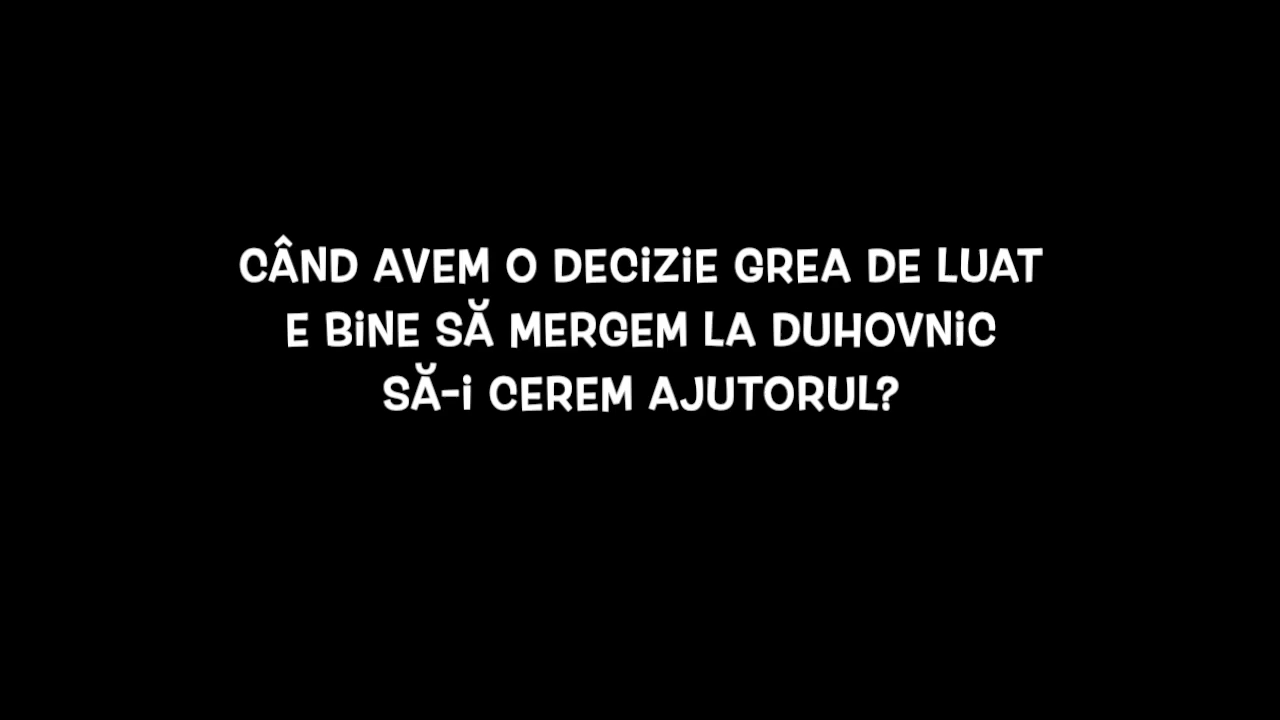 CÂND AVEM O DECiZiE GREA DE LUAT
E BiNE SĂ MERGEM LA DUHOVNiC
SĂ-i CEREM AJUTORUL?